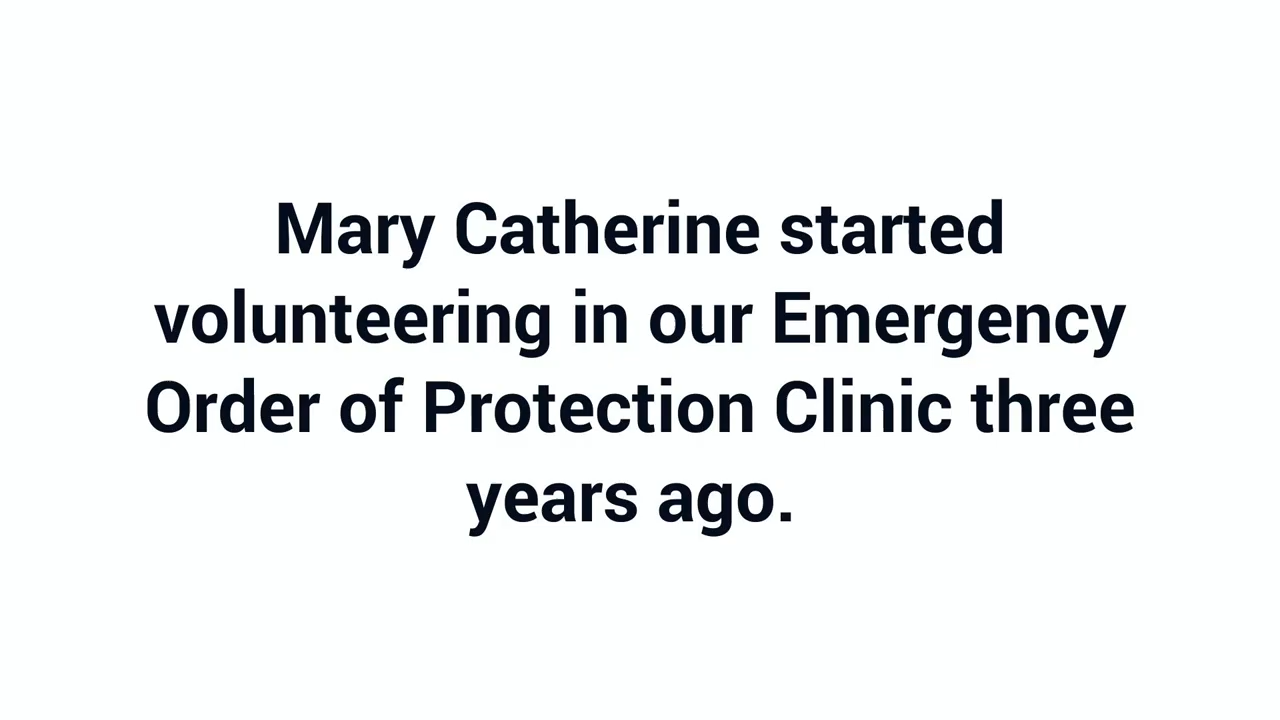 Mary Catherine started
volunteering in our Emergency
Order of Protection Clinic three
years ago.